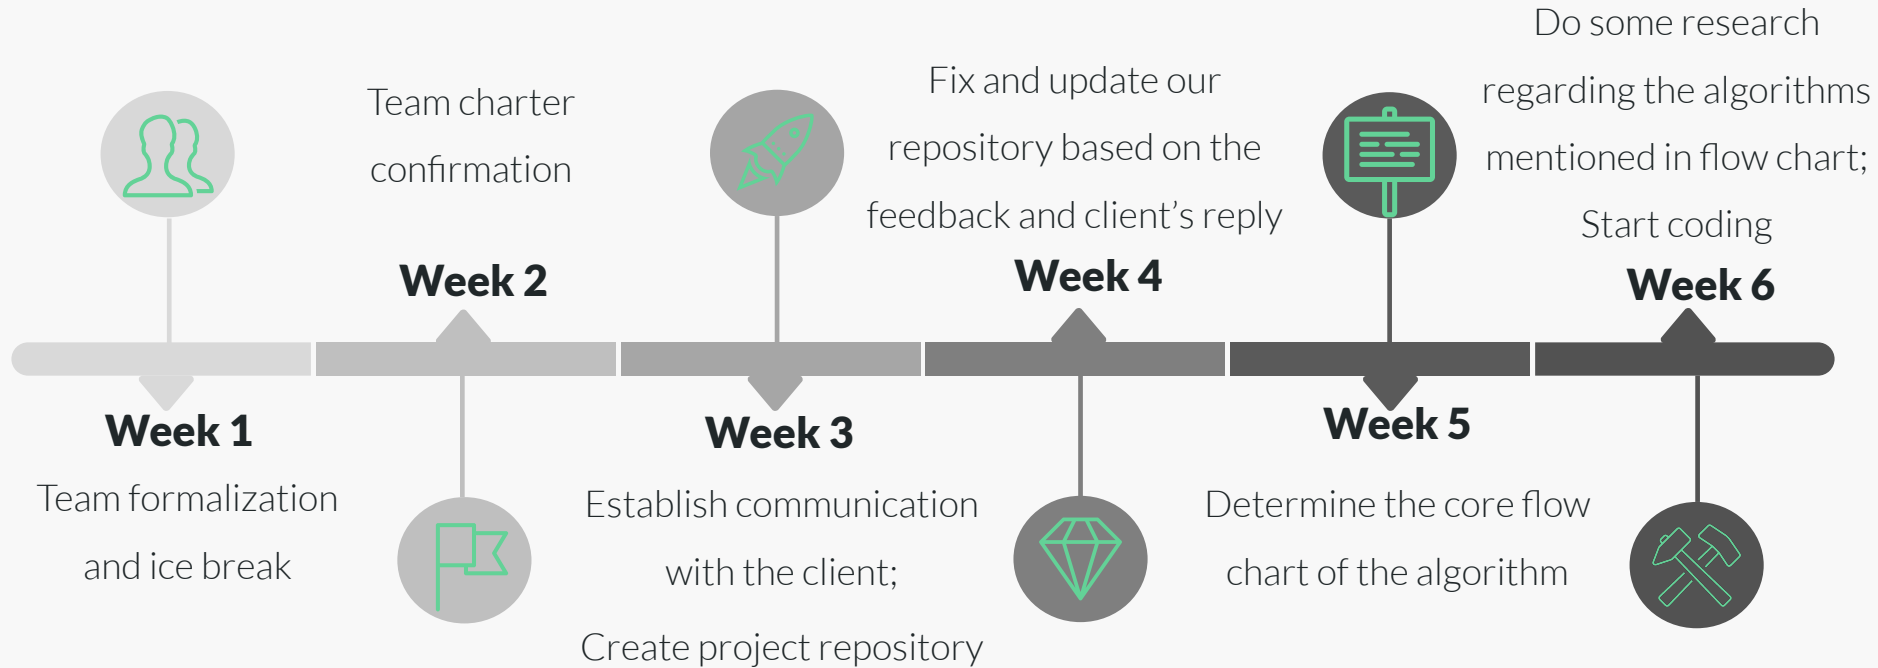 Week 1
Team formalization
and ice break
Team charter
confirmation
Week 2
Week 3
Establish communication
with the client;
Create project repository
Fix and update our
repository based on the
feedback and client’s reply
Week 4
Week 5
Determine the core flow
chart of the algorithm
Do some research
regarding the algorithms
mentioned in flow chart;
Start coding
Week 6